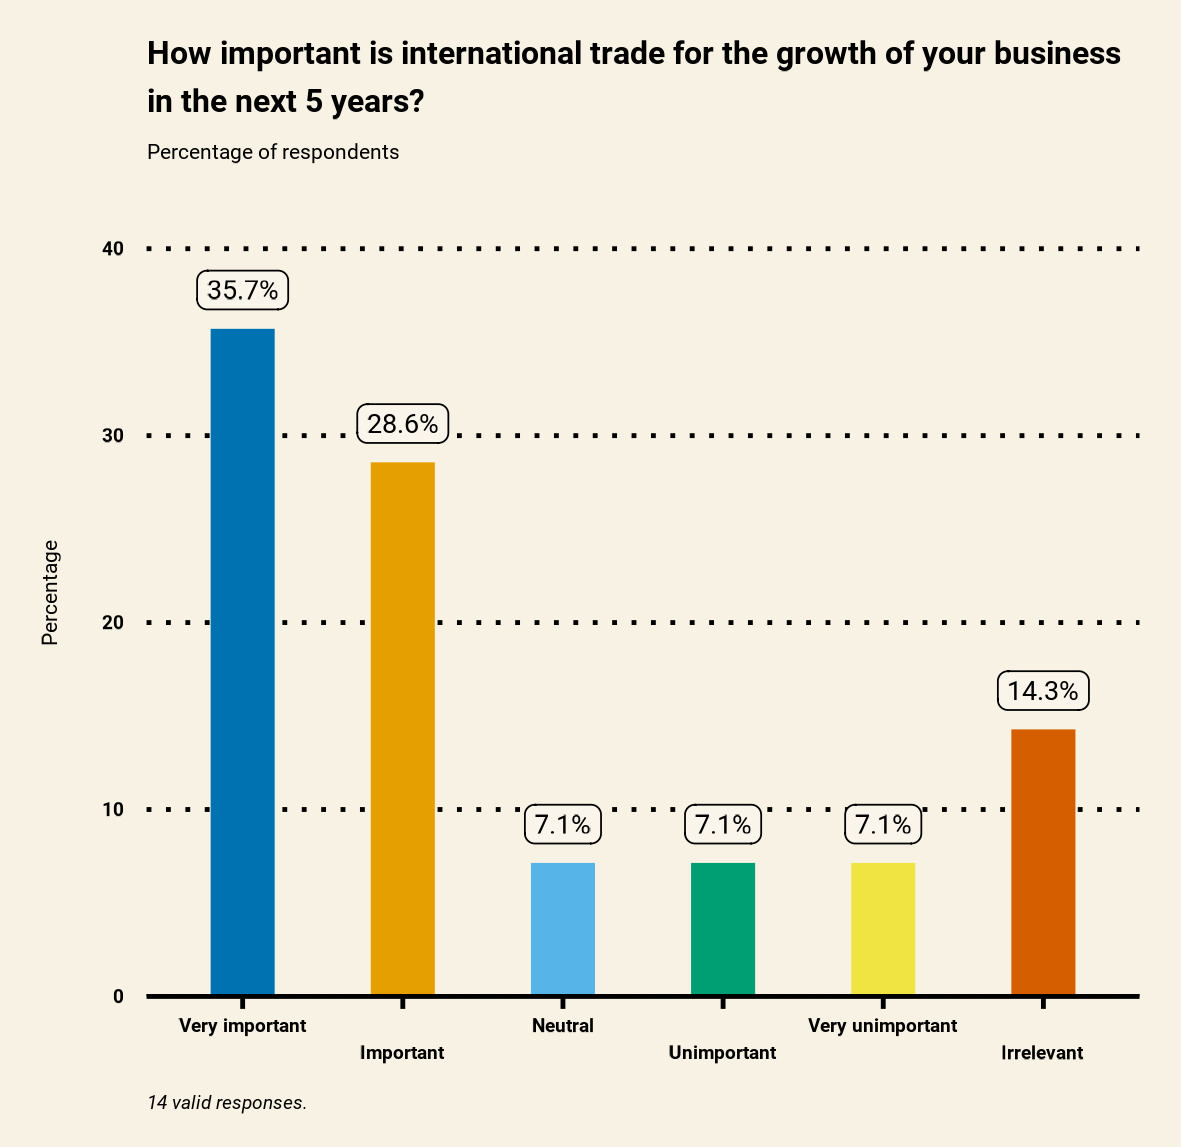 How important is international trade for the growth of your business
in the next 5 years?
Percentage of respondents
40
35.7%
28.6%
30
Percentage
20
14.3%
10
7.1%
7.1%
7.1%
0
Very important
Neutral
Very unimportant
Important
Unimportant
Irrelevant
14 valid responses.